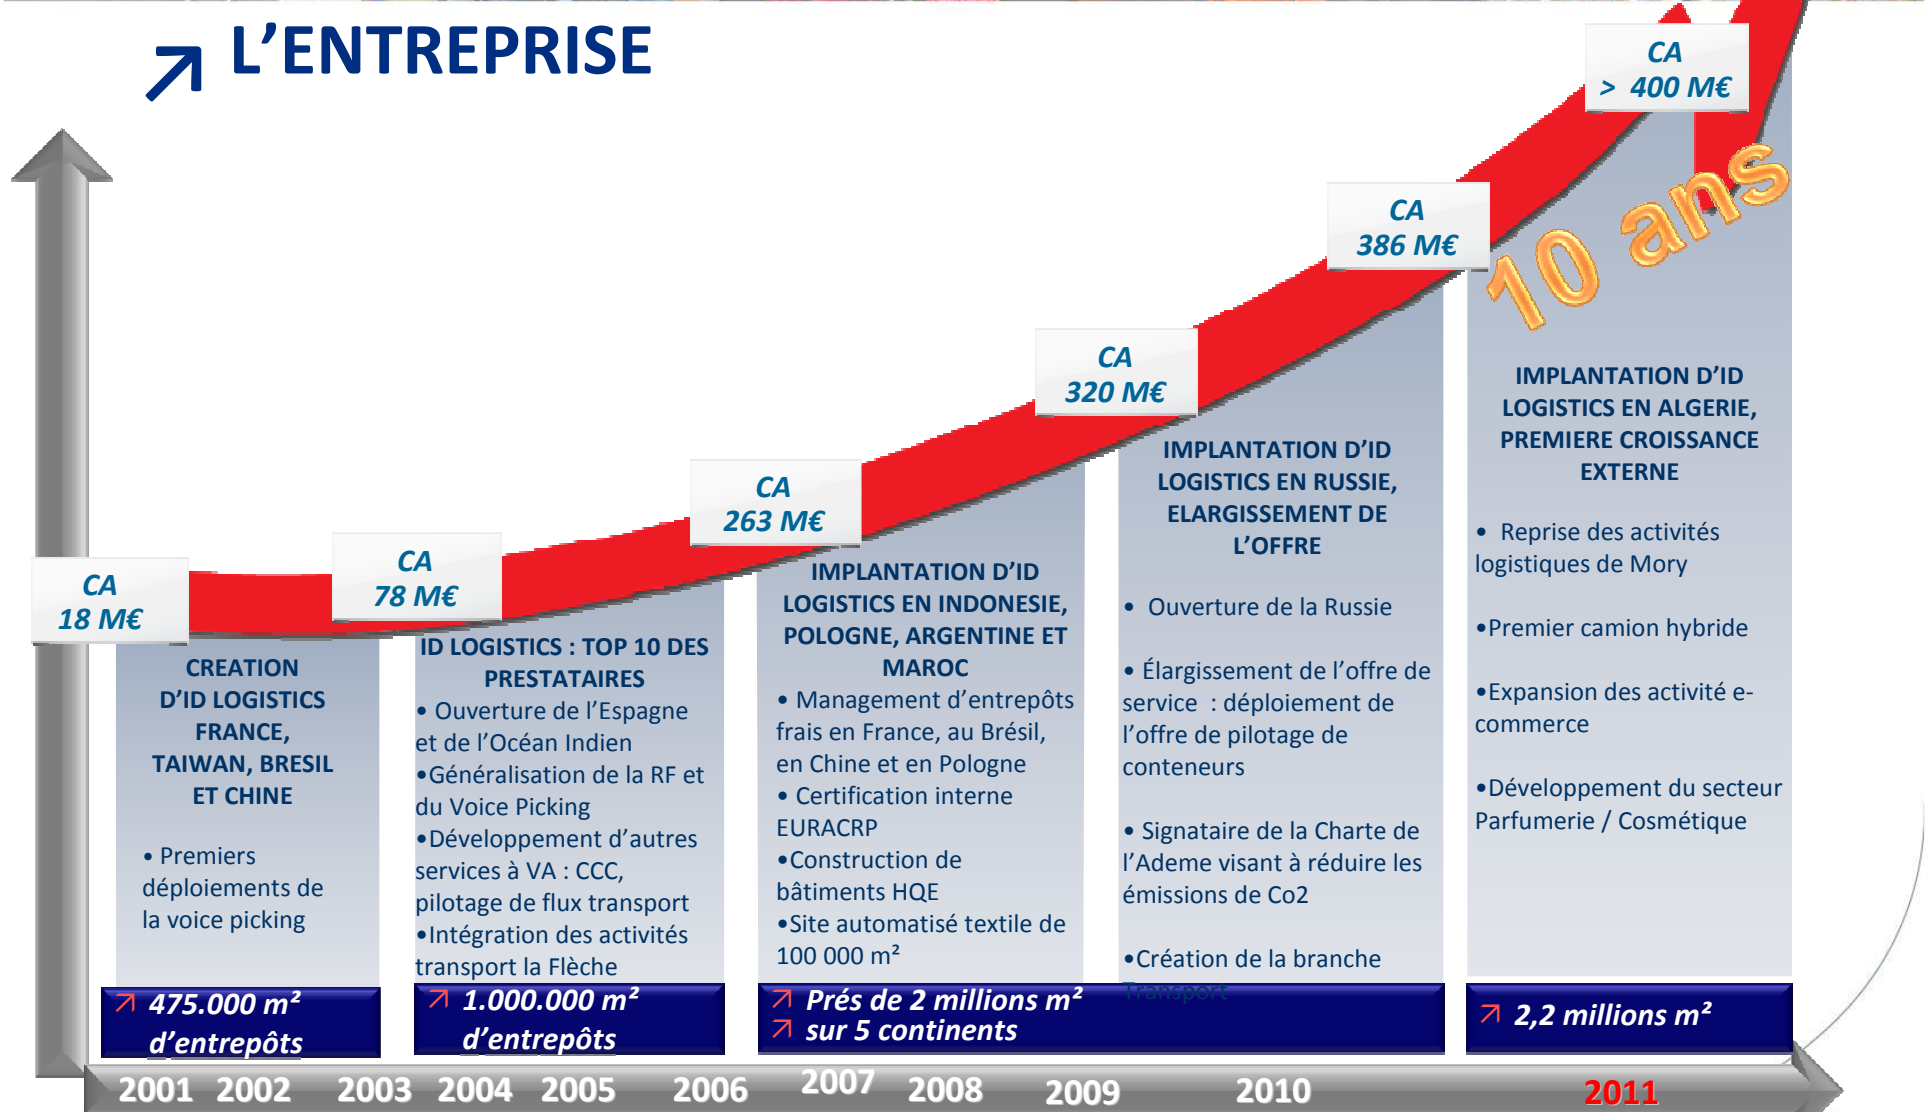 ↗ L’ENTREPRISE
CA
18 M€
CA
78 M€
CA
263 M€
CA
320 M€
CA
386 M€
CA
> 400 M€
10 ans
CREATION
D’ID LOGISTICS
FRANCE,
TAIWAN, BRESIL
ET CHINE
• Premiers
déploiements de
la voice picking
ID LOGISTICS : TOP 10 DES
PRESTATAIRES
• Ouverture de l’Espagne
et de l’Océan Indien
•Généralisation de la RF et
du Voice Picking
•Développement d’autres
services à VA : CCC,
pilotage de flux transport
•Intégration des activités
transport la Flèche
IMPLANTATION D’ID
LOGISTICS EN INDONESIE,
POLOGNE, ARGENTINE ET
MAROC
• Management d’entrepôts
frais en France, au Brésil,
en Chine et en Pologne
• Certification interne
EURACRP
•Construction de
bâtiments HQE
•Site automatisé textile de
100 000 m²
IMPLANTATION D’ID
LOGISTICS EN RUSSIE,
ELARGISSEMENT DE
L’OFFRE
• Ouverture de la Russie
• Élargissement de l’offre de
service : déploiement de
l’offre de pilotage de
conteneurs
• Signataire de la Charte de
l’Ademe visant à réduire les
émissions de Co2
•Création de la branche
Transport
IMPLANTATION D’ID
LOGISTICS EN ALGERIE,
PREMIERE CROISSANCE
EXTERNE
• Reprise des activités
logistiques de Mory
•Premier camion hybride
•Expansion des activité e-
commerce
•Développement du secteur
Parfumerie / Cosmétique
↗ 475.000 m²
d’entrepôts
↗ 1.000.000 m²
d’entrepôts
↗ Prés de 2 millions m²
↗ sur 5 continents
↗ 2,2 millions m²
2001 2002 2003 2004 2005 2006 2007 2008 2009 2010 2011